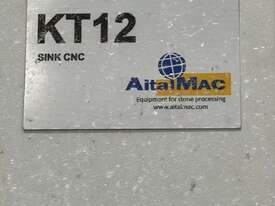 KT12
SINK CNC
AitalMAC
Equipment for stone processing
www.aitalmac.com